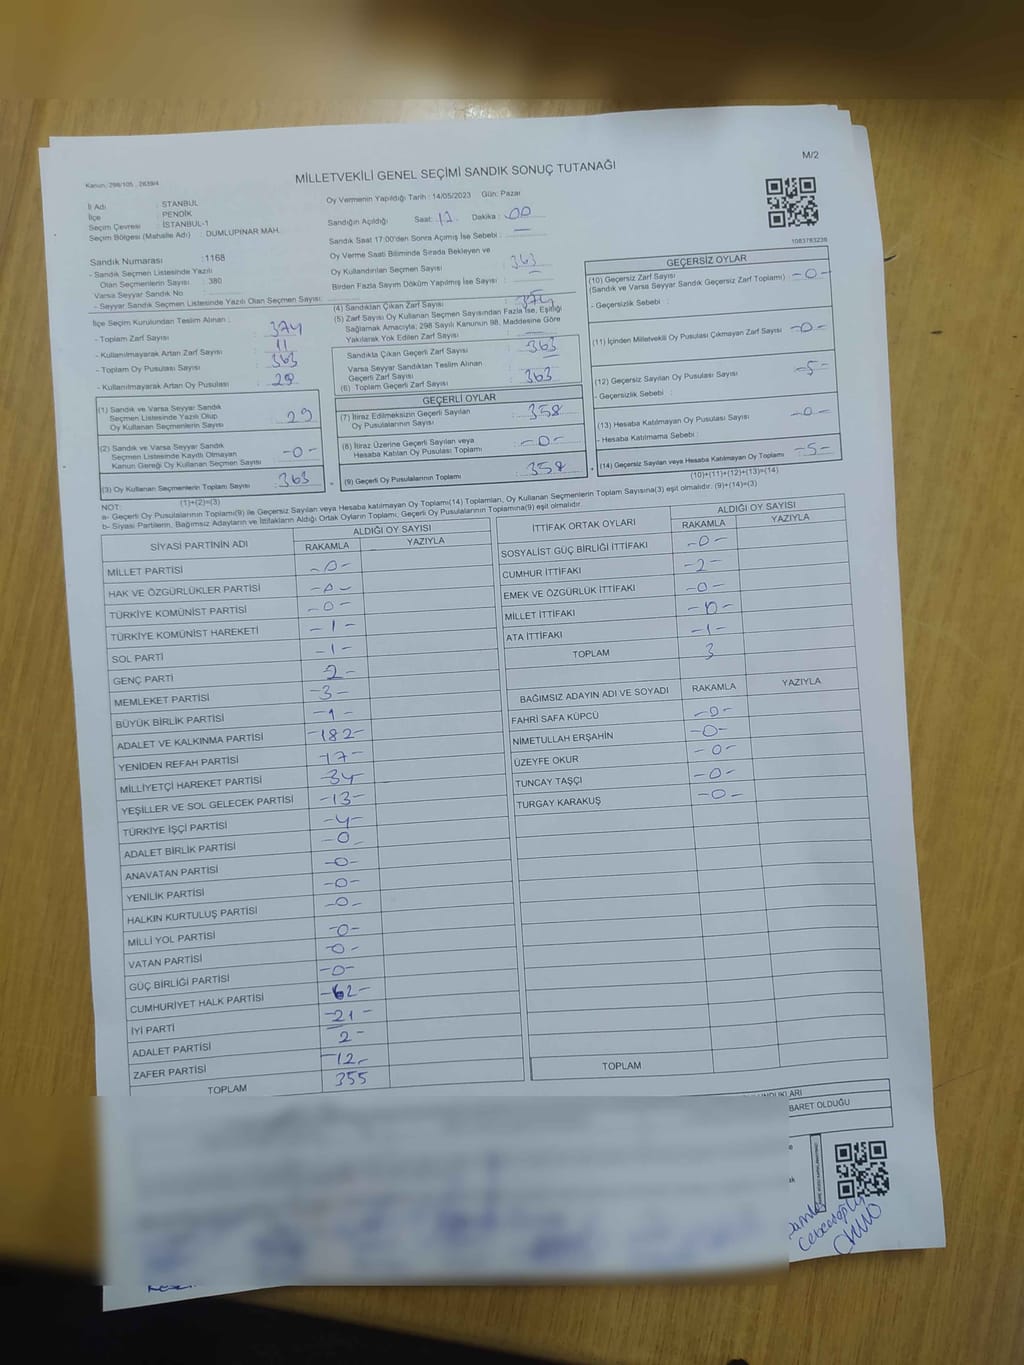 M/2
Kanun, 298/105 , 2839/4
MİLLETVEKİLİ GENEL SEÇİMİ SANDIK SONUÇ TUTANAĞI
İl Adı : STANBUL
İlçe : PENDİK
Seçim Çevresi : İSTANBUL-1
Seçim Bölgesi (Mahalle Adı) : DUMLUPINAR MAH.
Sandık Numarası :1168
- Sandık Seçmen Listesinde Yazılı
Olan Seçmenlerin Sayısı : 380
Varsa Seyyar Sandık No :
- Seyyar Sandık Seçmen Listesinde Yazılı Olan Seçmen Sayısı:
Oy Vermenin Yapıldığı Tarih : 14/05/2023 Gün: Pazar
Sandığın Açıldığı Saat: 17 Dakika : 00
Sandık Saat 17:00'den Sonra Açımış İse Sebebi :
Oy Verme Saati Bitiminde Sırada Bekleyen ve
Oy Kullandırılan Seçmen Sayısı : 363
Birden Fazla Sayım Döküm Yapılmış İse Sayısı :
1083783238
İlçe Seçim Kurulundan Teslim Alınan :
- Toplam Zarf Sayısı : 374
- Kullanılmayarak Artan Zarf Sayısı : 11
- Toplam Oy Pusulası Sayısı : 363
- Kullanılmayarak Artan Oy Pusulası : 29
(1) Sandık ve Varsa Seyyar Sandık
Seçmen Listesinde Yazılı Olup
Oy Kullanan Seçmenlerin Sayısı : 29
(2) Sandık ve Varsa Seyyar Sandık
Seçmen Listesinde Kayıtlı Olmayan
Kanun Gereği Oy Kullanan Seçmen Sayısı : -0-
(3) Oy Kullanan Seçmenlerin Toplam Sayısı : 363
(1)+(2)=(3)
(4) Sandıktan Çıkan Zarf Sayısı : 374
(5) Zarf Sayısı Oy Kullanan Seçmen Sayısından Fazla İse, Eşitliği
Sağlamak Amacıyla; 298 Sayılı Kanunun 98. Maddesine Göre
Yakılarak Yok Edilen Zarf Sayısı :
Sandıkta Çıkan Geçerli Zarf Sayısı : 363
Varsa Seyyar Sandıktan Teslim Alınan
Geçerli Zarf Sayısı :
(6) Toplam Geçerli Zarf Sayısı : 363
GEÇERLİ OYLAR
(7) İtiraz Edilmeksizin Geçerli Sayılan
Oy Pusulalarının Sayısı : 358
(8) İtiraz Üzerine Geçerli Sayılan veya
Hesaba Katılan Oy Pusulası Toplamı : -0-
(9) Geçerli Oy Pusulalarının Toplamı : 358
GEÇERSİZ OYLAR
(10) Geçersiz Zarf Sayısı
(Sandık ve Varsa Seyyar Sandık Geçersiz Zarf Toplamı) -0-
- Geçersizlik Sebebi :
(11) İçinden Milletvekili Oy Pusulası Çıkmayan Zarf Sayısı -0-
(12) Geçersiz Sayılan Oy Pusulası Sayısı -5-
- Geçersizlik Sebebi :
(13) Hesaba Katılmayan Oy Pusulası Sayısı -0-
- Hesaba Katılmama Sebebi :
(14) Geçersiz Sayılan veya Hesaba Katılmayan Oy Toplamı -5-
(10)+(11)+(12)+(13)=(14)
NOT:
a- Geçerli Oy Pusulaları Toplamı(9) ile Geçersiz Sayılan veya Hesaba katılmayan Oy Toplamı(14) Toplamları, Oy Kullanan Seçmenlerin Toplam Sayısına(3) eşit olmalıdır. (9)+(14)=(3)
b- Siyasi Partilerin, Bağımsız Adayların ve İttifakların Aldığı Ortak Oyların Toplamı, Geçerli Oy Pusulalarının Toplamına(9) eşit olmalıdır.
SİYASİ PARTİNİN ADI ALDIĞI OY SAYISI
RAKAMLA YAZIYLA
MİLLET PARTİSİ -0-
HAK VE ÖZGÜRLÜKLER PARTİSİ -0-
TÜRKİYE KOMÜNİST PARTİSİ -0-
TÜRKİYE KOMÜNİST HAREKETİ -1-
SOL PARTİ -1-
GENÇ PARTİ 2-
MEMLEKET PARTİSİ -3-
BÜYÜK BİRLİK PARTİSİ -1-
ADALET VE KALKINMA PARTİSİ -182-
YENİDEN REFAH PARTİSİ -17-
MİLLİYETÇİ HAREKET PARTİSİ -34-
YEŞİLLER VE SOL GELECEK PARTİSİ -13-
TÜRKİYE İŞÇİ PARTİSİ -4-
ADALET BİRLİK PARTİSİ -0-
ANAVATAN PARTİSİ -0-
YENİLİK PARTİSİ -0-
HALKIN KURTULUŞ PARTİSİ -0-
MİLLİ YOL PARTİSİ -0-
VATAN PARTİSİ -0-
GÜÇ BİRLİĞİ PARTİSİ -0-
CUMHURİYET HALK PARTİSİ -62-
İYİ PARTİ -21-
ADALET PARTİSİ 2-
ZAFER PARTİSİ -12-
TOPLAM 355
İTTİFAK ORTAK OYLARI ALDIĞI OY SAYISI
RAKAMLA YAZIYLA
SOSYALİST GÜÇ BİRLİĞİ İTTİFAKI -0-
CUMHUR İTTİFAKI -2-
EMEK VE ÖZGÜRLÜK İTTİFAKI -0-
MİLLET İTTİFAKI -0-
ATA İTTİFAKI -1-
TOPLAM 3
BAĞIMSIZ ADAYIN ADI VE SOYADI RAKAMLA YAZIYLA
FAHRİ SAFA KÜPCÜ -0-
NİMETULLAH ERŞAHİN -0-
ÜZEYFE OKUR -0-
TUNCAY TAŞÇI -0-
TURGAY KARAKUŞ -0-
TOPLAM
BARET OLDUĞU